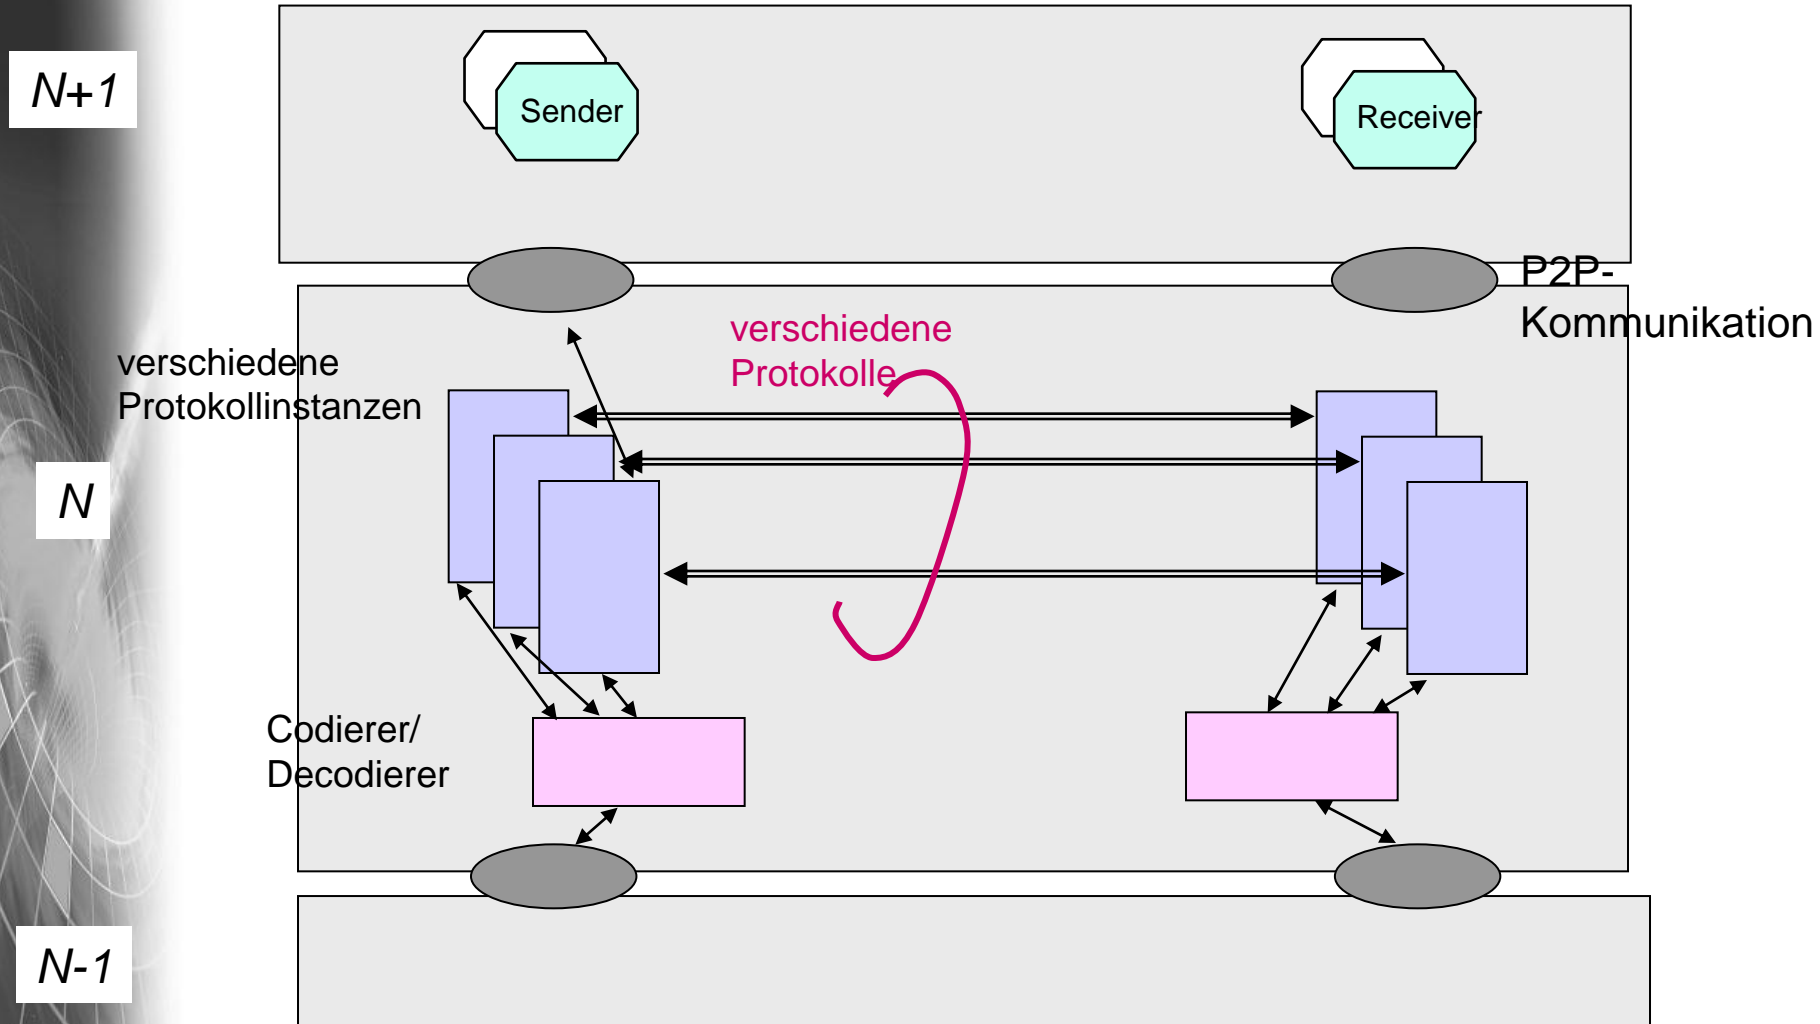 N+1
Sender
Receiver
P2P-
Kommunikation
verschiedene
Protokolle
verschiedene
Protokollinstanzen
N
Codierer/
Decodierer
N-1